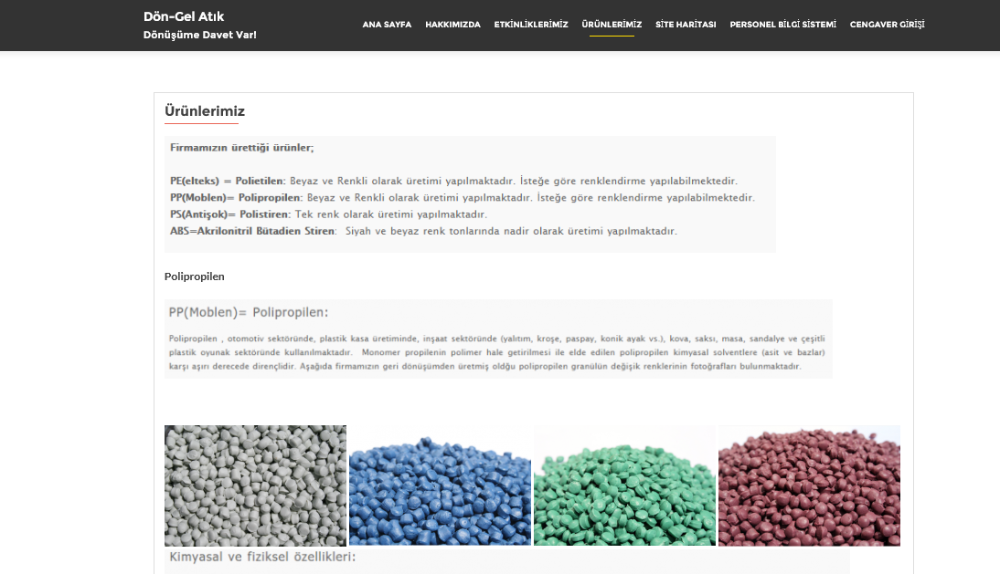 Dön-Gel Atık
Dönüşüme Davet Var!
ANA SAYFA HAKKIMIZDA ETKİNLİKLERİMİZ ÜRÜNLERİMİZ SİTE HARİTASI PERSONEL BİLGİ SİSTEMİ CENGAVER GİRİŞİ
Ürünlerimiz
Firmamızın ürettiği ürünler;
PE(elteks) = Polietilen: Beyaz ve Renkli olarak üretimi yapılmaktadır. İsteğe göre renklendirme yapılabilmektedir.
PP(Moblen)= Polipropilen: Beyaz ve Renkli olarak üretimi yapılmaktadır. İsteğe göre renklendirme yapılabilmektedir.
PS(Antişok)= Polistiren: Tek renk olarak üretimi yapılmaktadır.
ABS=Akrilonitril Bütadien Stiren: Siyah ve beyaz renk tonlarında nadir olarak üretimi yapılmaktadır.
Polipropilen
PP(Moblen)= Polipropilen:
Polipropilen , otomotiv sektöründe, plastik kasa üretiminde, inşaat sektöründe (yalıtım, kroşe, paspay, konik ayak vs.), kova, saksı, masa, sandalye ve çeşitli
plastik oyunak sektöründe kullanılmaktadır. Monomer propilenin polimer hale getirilmesi ile elde edilen polipropilen kimyasal solventlere (asit ve bazlar)
karşı aşırı derecede dirençlidir. Aşağıda firmamızın geri dönüşümden üretmiş olduğu polipropilen granülün değişik renklerinin fotoğrafları bulunmaktadır.
Kimyasal ve fiziksel özellikleri: